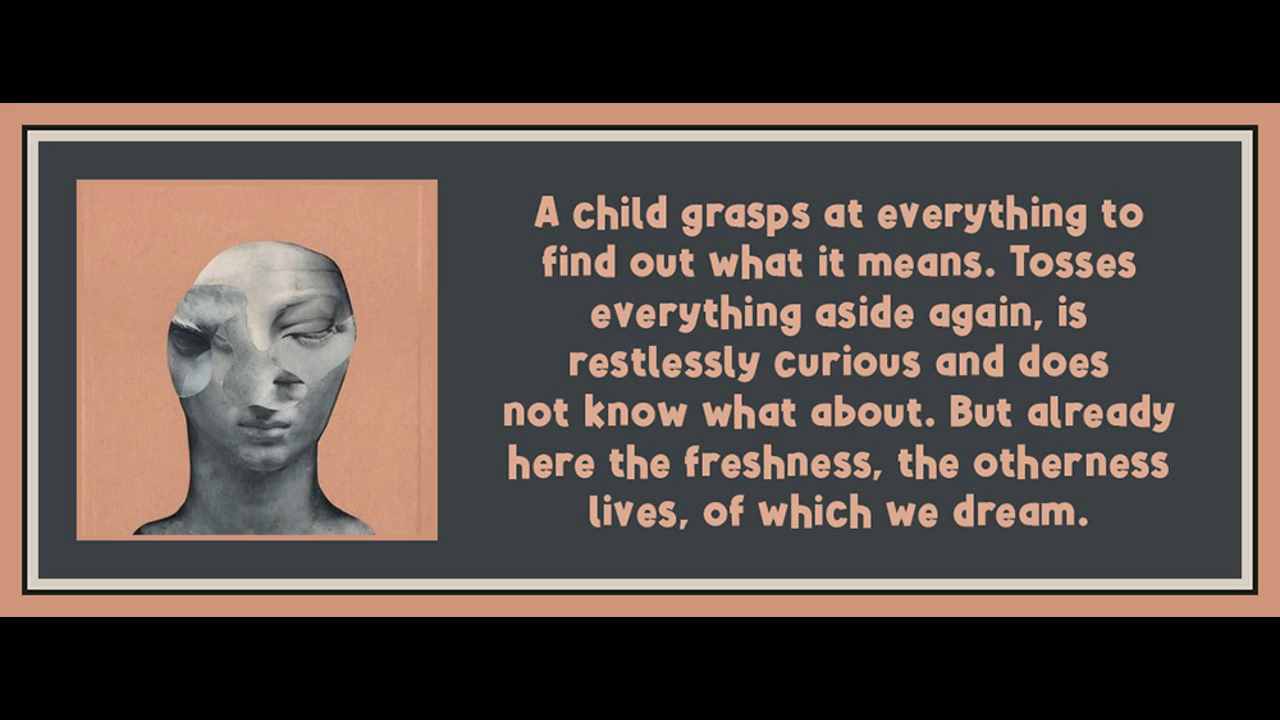 A child grasps at everything to
find out what it means. Tosses
everything aside again, is
restlessly curious and does
not know what about. But already
here the freshness, the otherness
lives, of which we dream.